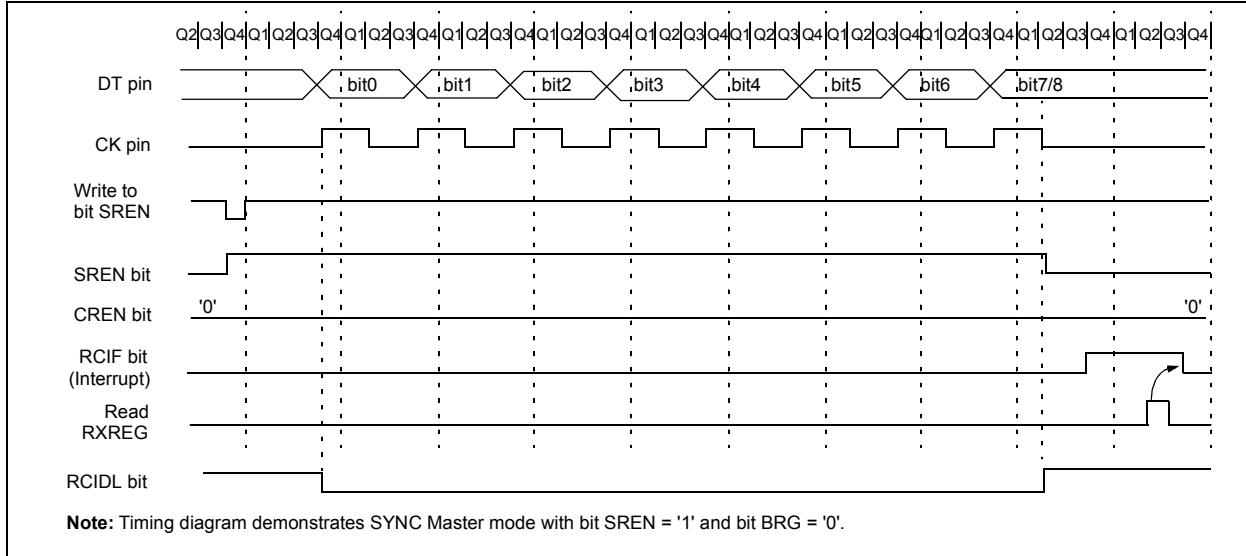 Q2 Q3 Q4 Q1 Q2 Q3 Q4 Q1 Q2 Q3 Q4 Q1 Q2 Q3 Q4 Q1 Q2 Q3 Q4 Q1 Q2 Q3 Q4 Q1 Q2 Q3 Q4 Q1 Q2 Q3 Q4 Q1 Q2 Q3 Q4 Q1 Q2 Q3 Q4 Q1 Q2 Q3 Q4
DT pin bit0 bit1 bit2 bit3 bit4 bit5 bit6 bit7/8
CK pin
Write to
bit SREN
SREN bit
CREN bit '0' '0'
RCIF bit
(Interrupt)
Read
RXREG
RCIDL bit
Note: Timing diagram demonstrates SYNC Master mode with bit SREN = '1' and bit BRG = '0'.